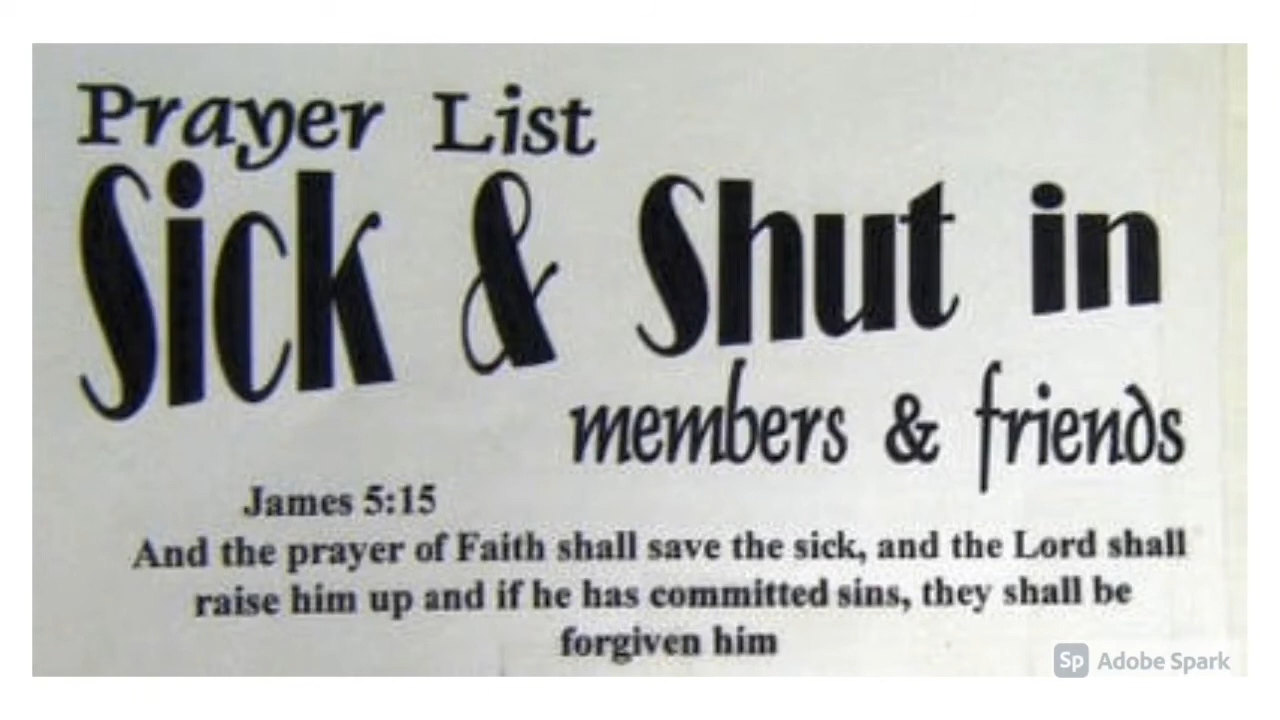 Prayer List
Sick & Shut in
members & friends
James 5:15
And the prayer of Faith shall save the sick, and the Lord shall
raise him up and if he has committed sins, they shall be
forgiven him
Sp Adobe Spark